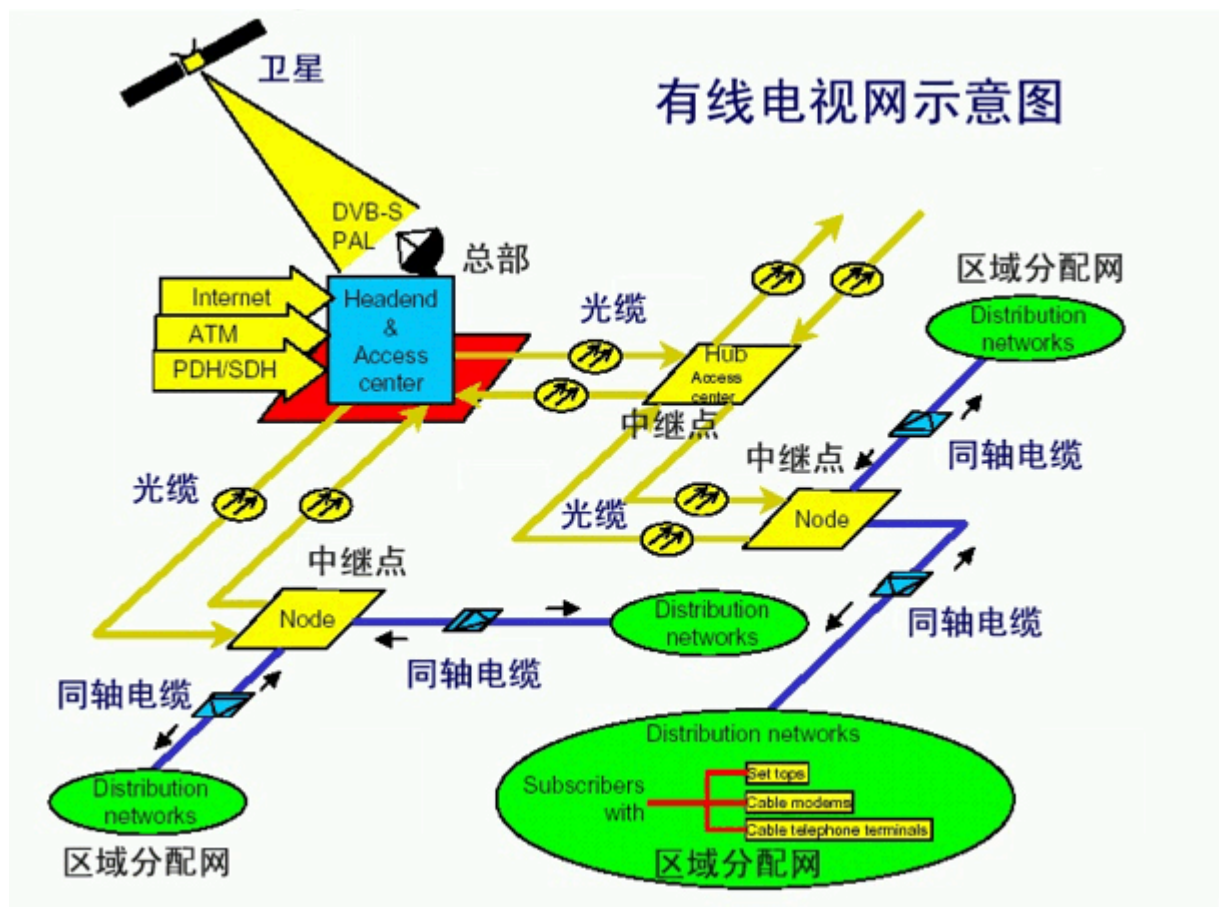 卫星
有线电视网示意图
DVB-S
PAL
总部
区域分配网
Internet
ATM
PDH/SDH
Headend
&
Access
center
光缆
Hub
Access
center
中继点
Distribution
networks
同轴电缆
中继点
Node
光缆
光缆
中继点
Node
Distribution
networks
同轴电缆
同轴电缆
同轴电缆
Distribution networks
Subscribers
with
Set tops
Cable modems
Cable telephone terminals
区域分配网
Distribution
networks
区域分配网